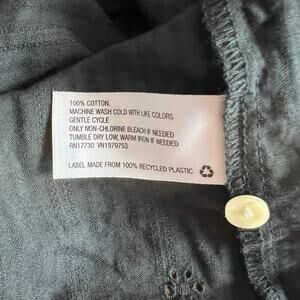 100% COTTON.
MACHINE WASH COLD WITH LIKE COLORS
GENTLE CYCLE
ONLY NON-CHLORINE BLEACH IF NEEDED
TUMBLE DRY LOW, WARM IRON IF NEEDED
RN17730 VN1979753
LABEL MADE FROM 100% RECYCLED PLASTIC